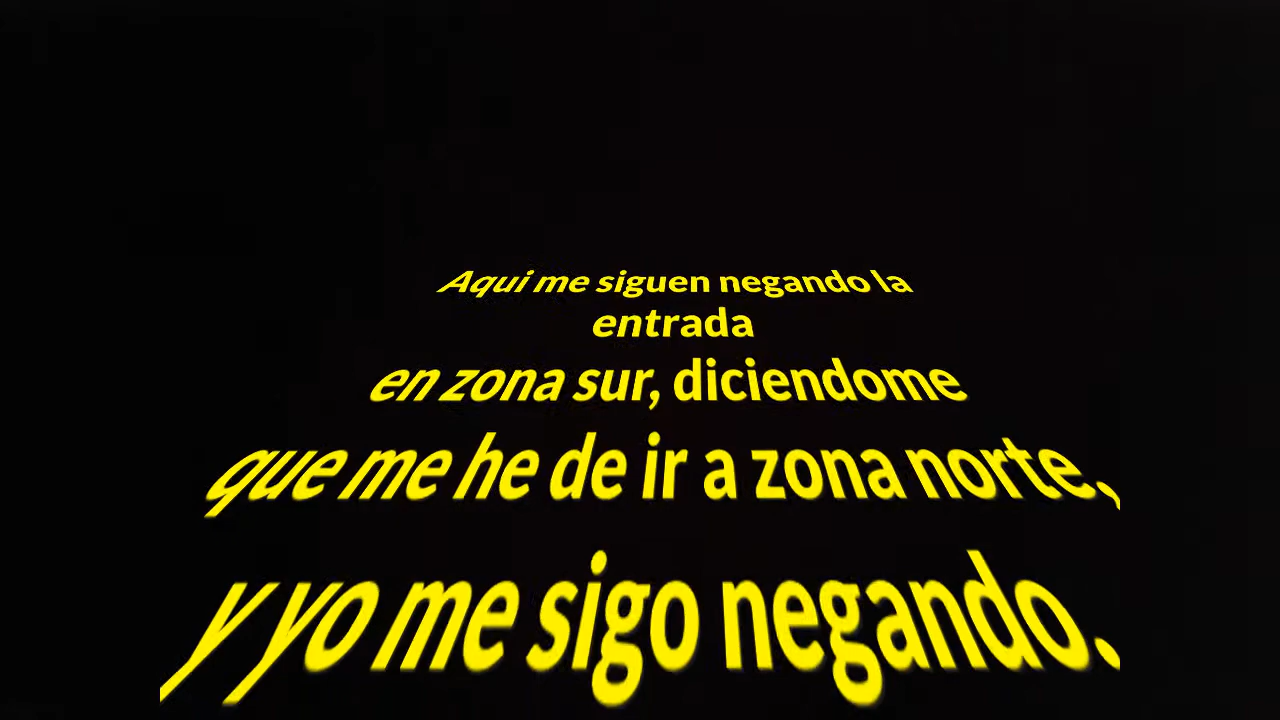 Aqui me siguen negando la
entrada
en zona sur, diciendome
que me he de ir a zona norte,
y yo me sigo negando.